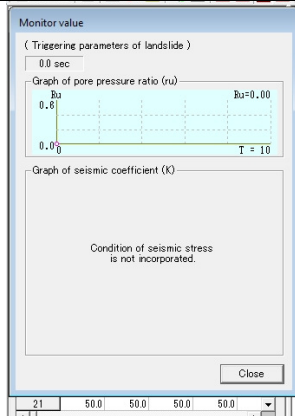 Monitor value
( Triggering parameters of landslide )
0.0 sec
Graph of pore pressure ratio (ru)
Ru Ru=0.00
0.6
0.0
0 T = 10
Graph of seismic coefficient (K)
Condition of seismic stress
is not incorporated.
Close
21 50.0 50.0 50.0 50.0